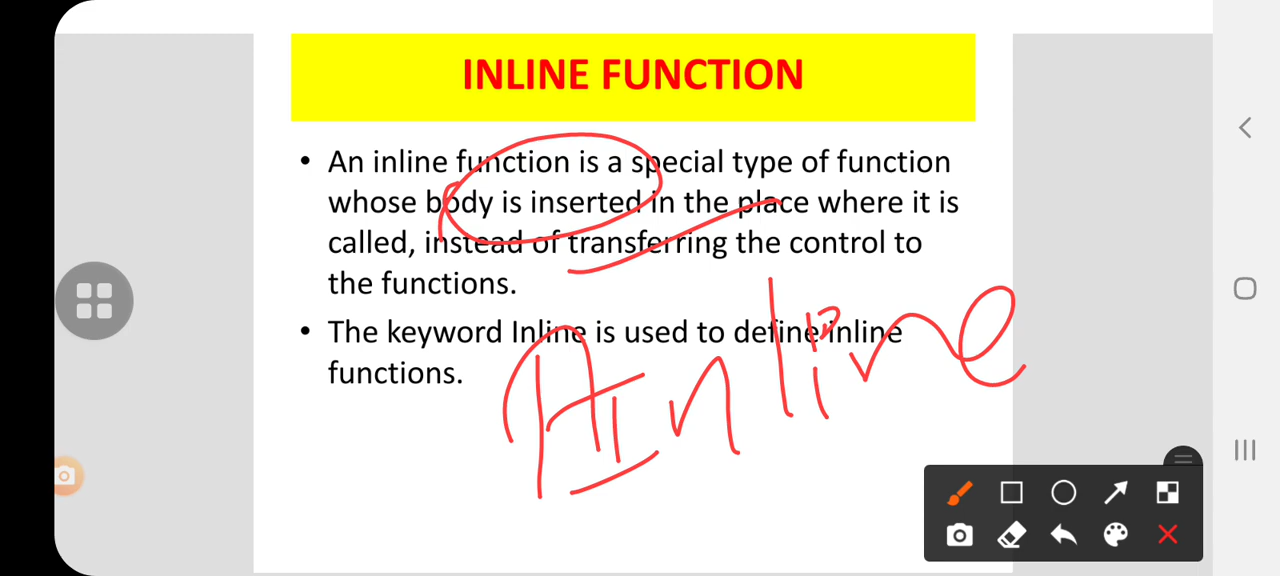 INLINE FUNCTION
• An inline function is a special type of function
whose body is inserted in the place where it is
called, instead of transferring the control to
the functions.
• The keyword Inline is used to define inline
functions.
Inline